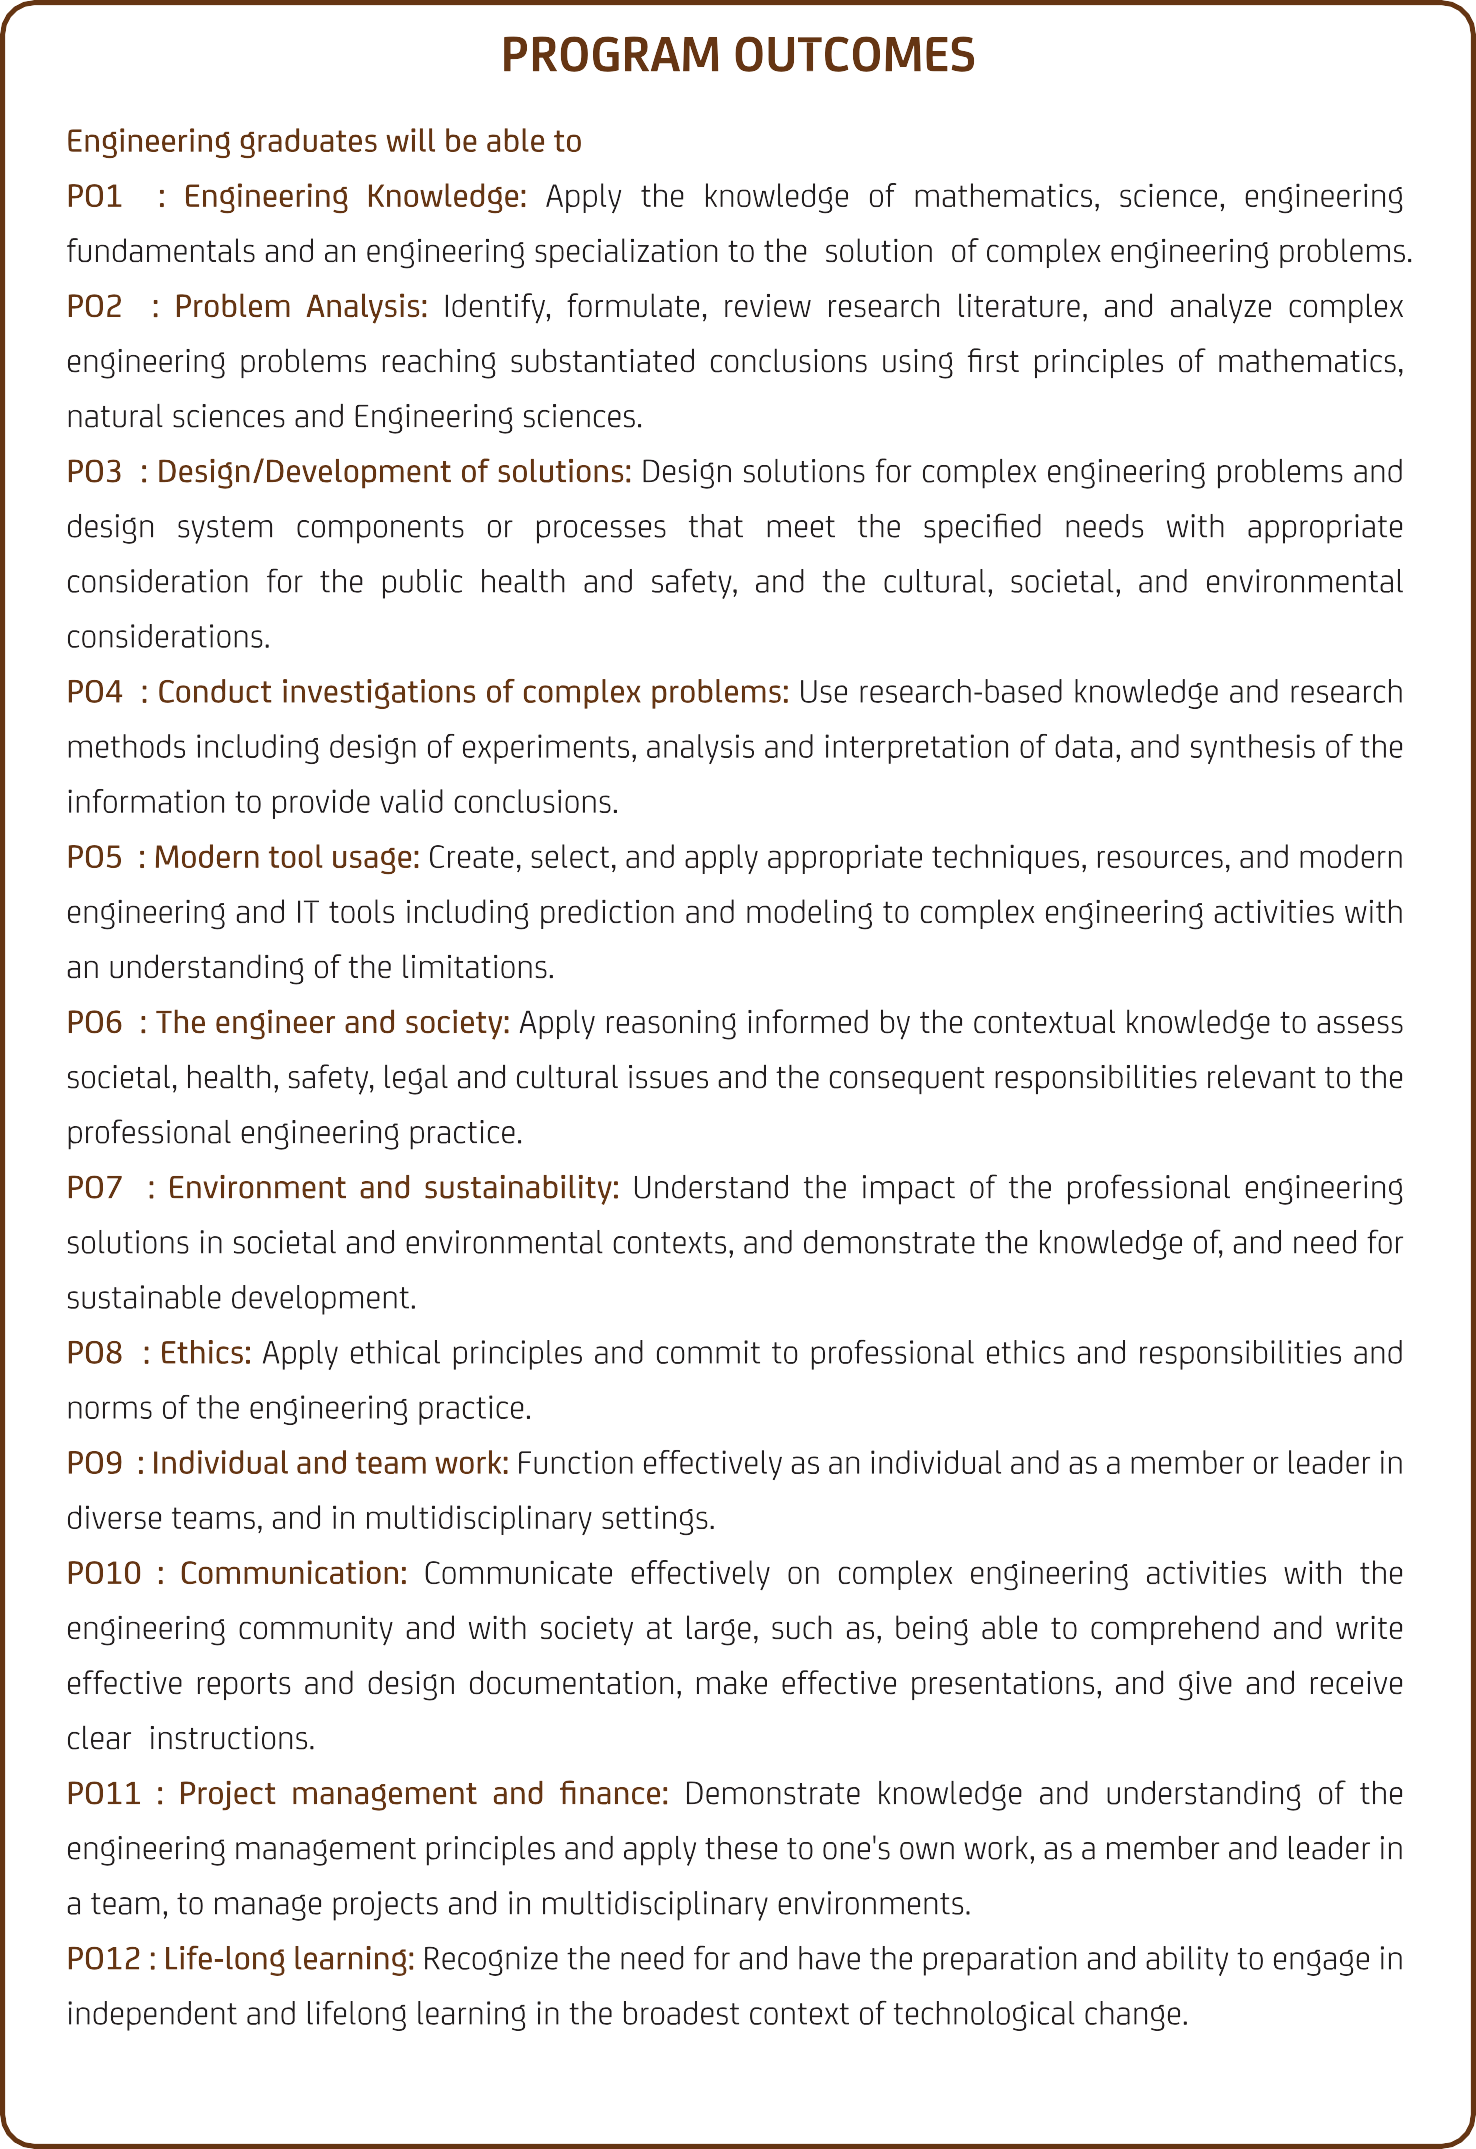 PROGRAM OUTCOMES
Engineering graduates will be able to
PO1 : Engineering Knowledge: Apply the knowledge of mathematics, science, engineering
fundamentals and an engineering specialization to the solution of complex engineering problems.
PO2 : Problem Analysis: Identify, formulate, review research literature, and analyze complex
engineering problems reaching substantiated conclusions using first principles of mathematics,
natural sciences and Engineering sciences.
PO3 : Design/Development of solutions: Design solutions for complex engineering problems and
design system components or processes that meet the specified needs with appropriate
consideration for the public health and safety, and the cultural, societal, and environmental
considerations.
PO4 : Conduct investigations of complex problems: Use research-based knowledge and research
methods including design of experiments, analysis and interpretation of data, and synthesis of the
information to provide valid conclusions.
PO5 : Modern tool usage: Create, select, and apply appropriate techniques, resources, and modern
engineering and IT tools including prediction and modeling to complex engineering activities with
an understanding of the limitations.
PO6 : The engineer and society: Apply reasoning informed by the contextual knowledge to assess
societal, health, safety, legal and cultural issues and the consequent responsibilities relevant to the
professional engineering practice.
PO7 : Environment and sustainability: Understand the impact of the professional engineering
solutions in societal and environmental contexts, and demonstrate the knowledge of, and need for
sustainable development.
PO8 : Ethics: Apply ethical principles and commit to professional ethics and responsibilities and
norms of the engineering practice.
PO9 : Individual and team work: Function effectively as an individual and as a member or leader in
diverse teams, and in multidisciplinary settings.
PO10 : Communication: Communicate effectively on complex engineering activities with the
engineering community and with society at large, such as, being able to comprehend and write
effective reports and design documentation, make effective presentations, and give and receive
clear instructions.
PO11 : Project management and finance: Demonstrate knowledge and understanding of the
engineering management principles and apply these to one's own work, as a member and leader in
a team, to manage projects and in multidisciplinary environments.
PO12 : Life-long learning: Recognize the need for and have the preparation and ability to engage in
independent and lifelong learning in the broadest context of technological change.